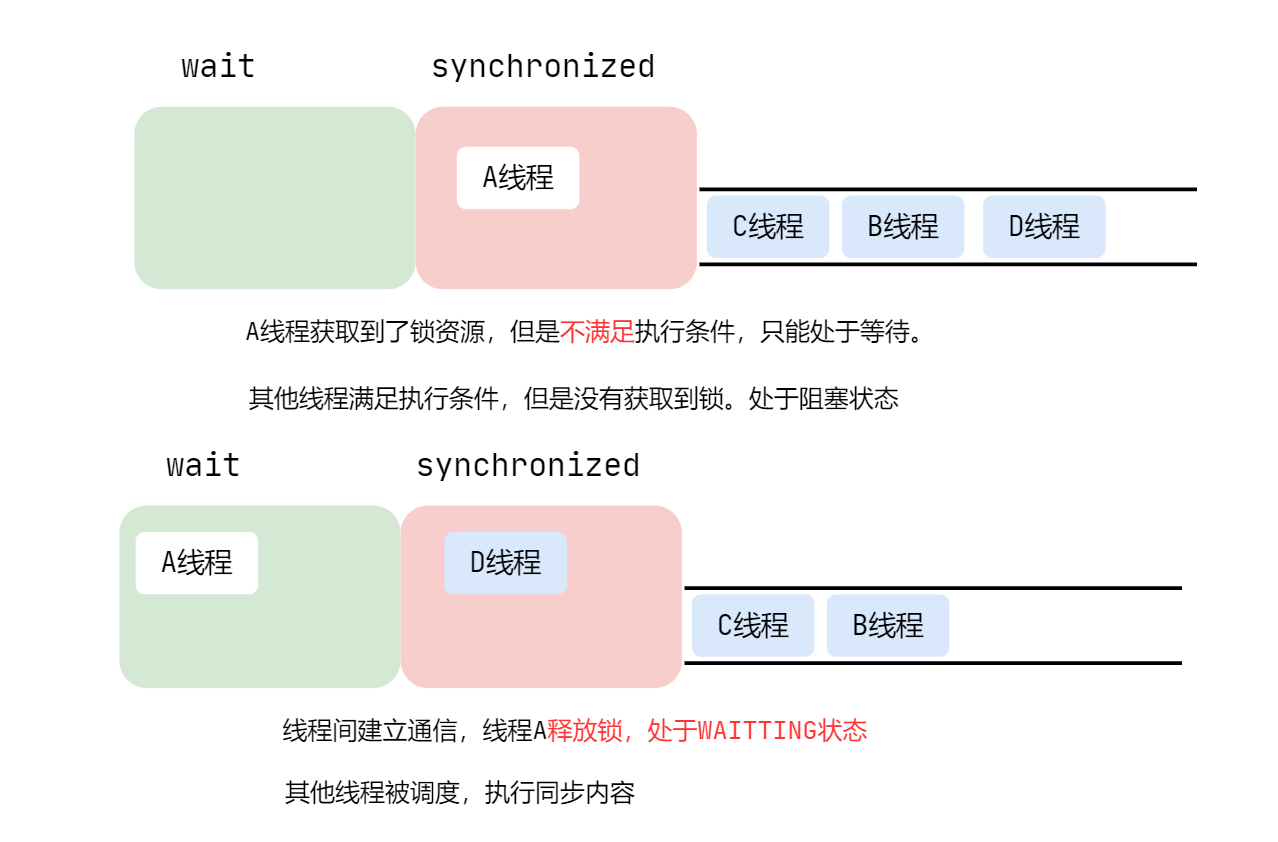 wait synchronized
A线程
C线程 B线程 D线程
A线程获取到了锁资源，但是不满足执行条件，只能处于等待。
其他线程满足执行条件，但是没有获取到锁。处于阻塞状态
wait synchronized
A线程 D线程
C线程 B线程
线程间建立通信，线程A释放锁，处于WAITTING状态
其他线程被调度，执行同步内容